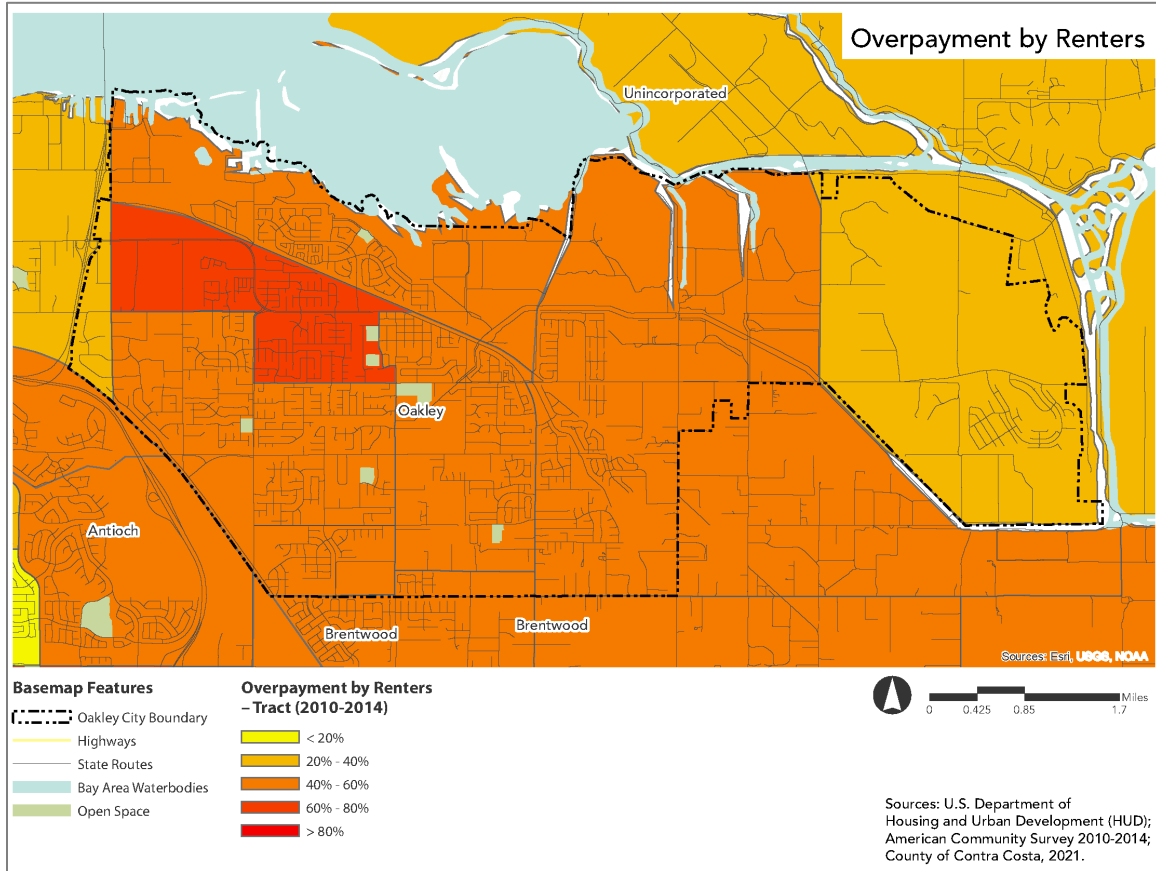 Overpayment by Renters
Unincorporated
Oakley
Antioch
Brentwood
Brentwood
Sources: Esri, USGS, NOAA
Basemap Features
Oakley City Boundary
Highways
State Routes
Bay Area Waterbodies
Open Space
Overpayment by Renters
– Tract (2010-2014)
< 20%
20% - 40%
40% - 60%
60% - 80%
> 80%
Miles
0 0.425 0.85 1.7
Sources: U.S. Department of
Housing and Urban Development (HUD);
American Community Survey 2010-2014;
County of Contra Costa, 2021.